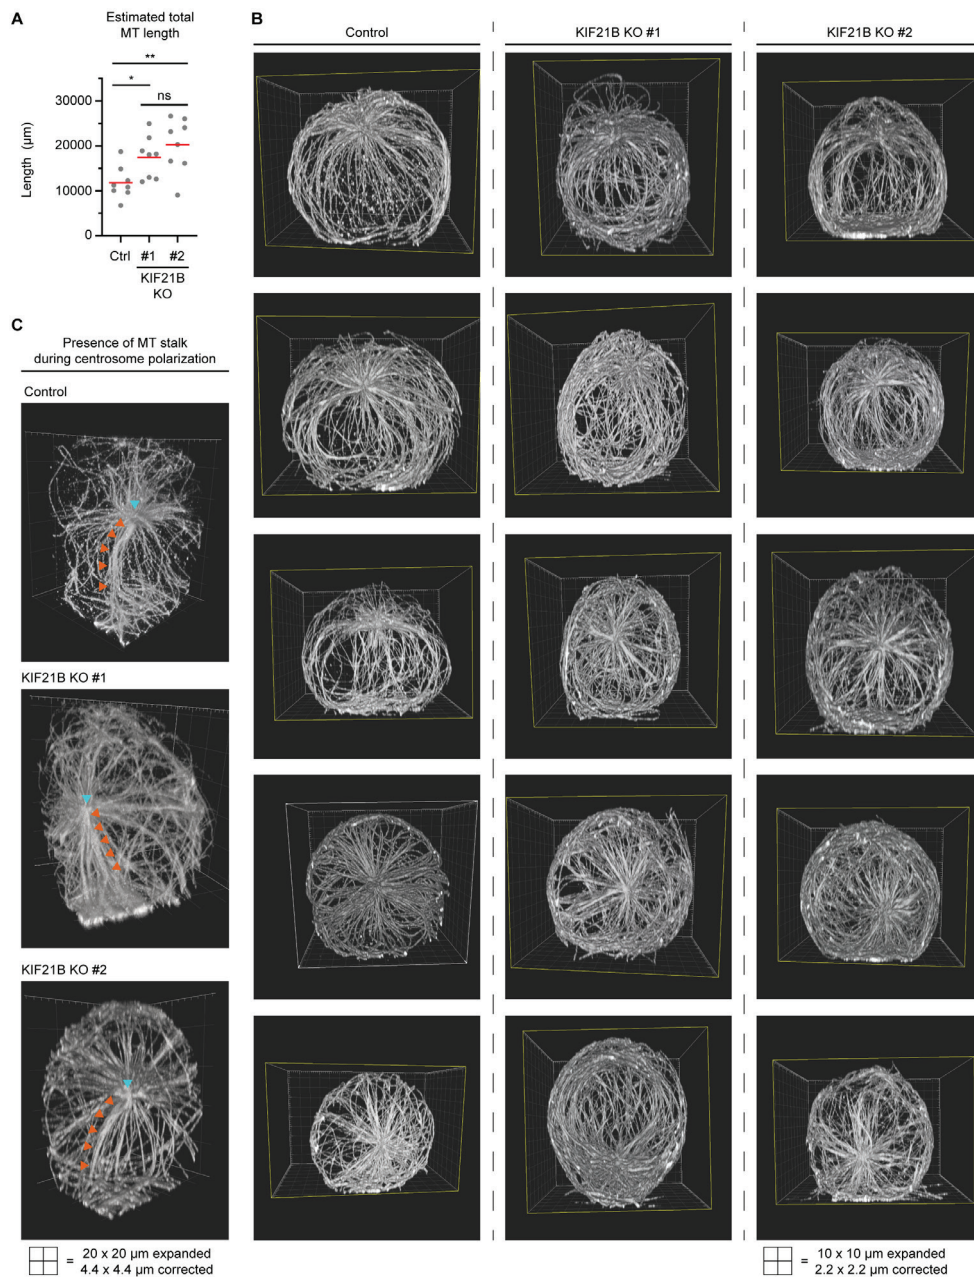 A
Estimated total
MT length
**
*
ns
30000
20000
10000
0
Length (µm)
Ctrl #1 #2
KIF21B
KO
B
Control
KIF21B KO #1
KIF21B KO #2
C
Presence of MT stalk
during centrosome polarization
Control
KIF21B KO #1
KIF21B KO #2
= 20 x 20 µm expanded
4.4 x 4.4 µm corrected
= 10 x 10 µm expanded
2.2 x 2.2 µm corrected